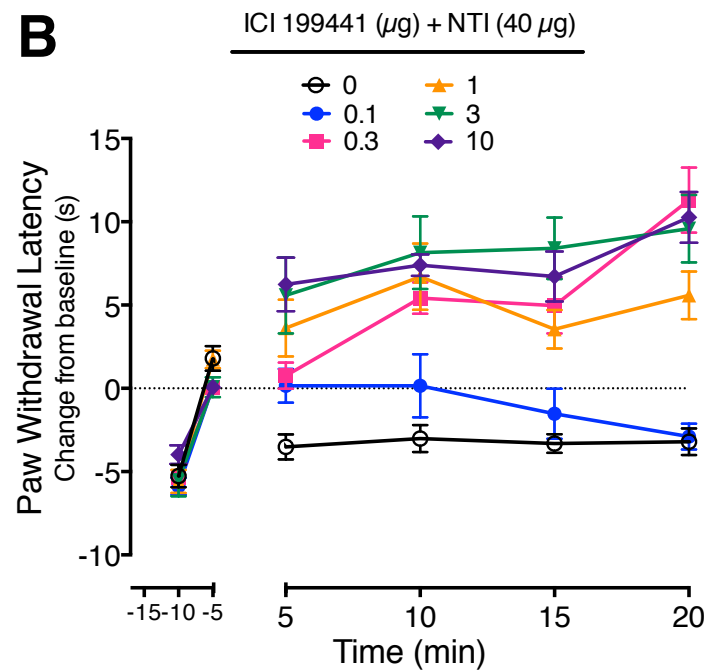 B
ICI 199441 (µg) + NTI (40 µg)
0
1
0.1
3
0.3
10
Paw Withdrawal Latency
Change from baseline (s)
15
10
5
0
-5
-10
-15 -10 -5
5 10 15 20
Time (min)